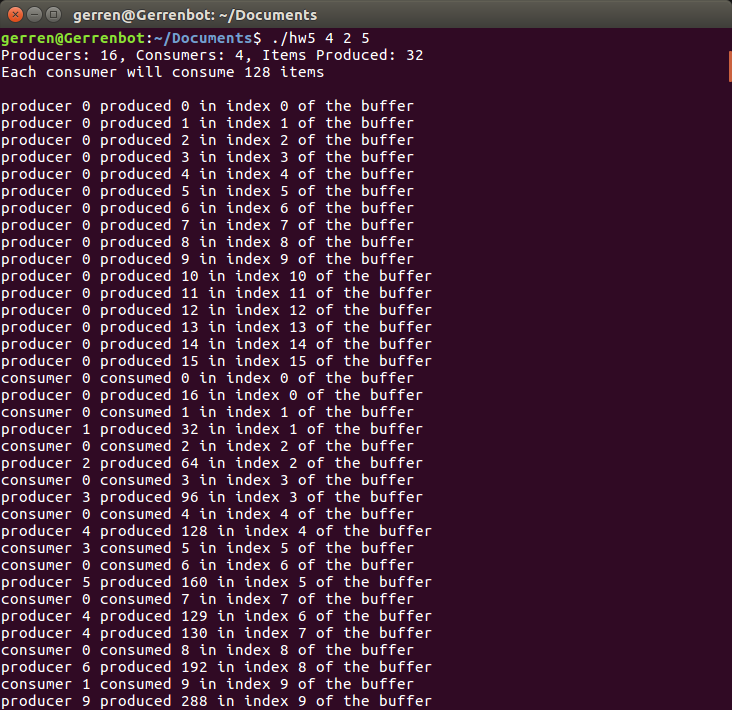 gerren@Gerrenbot: ~/Documents
gerren@Gerrenbot:~/Documents$ ./hw5 4 2 5
Producers: 16, Consumers: 4, Items Produced: 32
Each consumer will consume 128 items
producer 0 produced 0 in index 0 of the buffer
producer 0 produced 1 in index 1 of the buffer
producer 0 produced 2 in index 2 of the buffer
producer 0 produced 3 in index 3 of the buffer
producer 0 produced 4 in index 4 of the buffer
producer 0 produced 5 in index 5 of the buffer
producer 0 produced 6 in index 6 of the buffer
producer 0 produced 7 in index 7 of the buffer
producer 0 produced 8 in index 8 of the buffer
producer 0 produced 9 in index 9 of the buffer
producer 0 produced 10 in index 10 of the buffer
producer 0 produced 11 in index 11 of the buffer
producer 0 produced 12 in index 12 of the buffer
producer 0 produced 13 in index 13 of the buffer
producer 0 produced 14 in index 14 of the buffer
producer 0 produced 15 in index 15 of the buffer
consumer 0 consumed 0 in index 0 of the buffer
producer 0 produced 16 in index 0 of the buffer
consumer 0 consumed 1 in index 1 of the buffer
producer 1 produced 32 in index 1 of the buffer
consumer 0 consumed 2 in index 2 of the buffer
producer 2 produced 64 in index 2 of the buffer
consumer 0 consumed 3 in index 3 of the buffer
producer 3 produced 96 in index 3 of the buffer
consumer 0 consumed 4 in index 4 of the buffer
producer 4 produced 128 in index 4 of the buffer
consumer 3 consumed 5 in index 5 of the buffer
consumer 0 consumed 6 in index 6 of the buffer
producer 5 produced 160 in index 5 of the buffer
consumer 0 consumed 7 in index 7 of the buffer
producer 4 produced 129 in index 6 of the buffer
producer 4 produced 130 in index 7 of the buffer
consumer 0 consumed 8 in index 8 of the buffer
producer 6 produced 192 in index 8 of the buffer
consumer 1 consumed 9 in index 9 of the buffer
producer 9 produced 288 in index 9 of the buffer